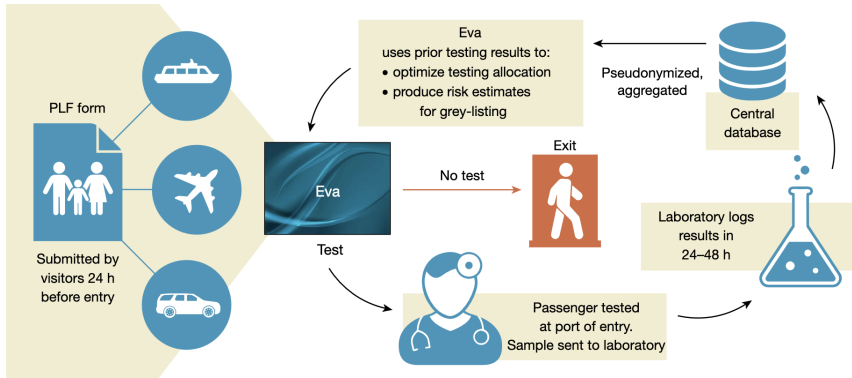 PLF form
Submitted by
visitors 24 h
before entry
Eva
uses prior testing results to:
• optimize testing allocation
• produce risk estimates
for grey-listing
Eva
Test
No test
Exit
Passenger tested
at port of entry.
Sample sent to laboratory
Laboratory logs
results in
24–48 h
Central
database
Pseudonymized,
aggregated